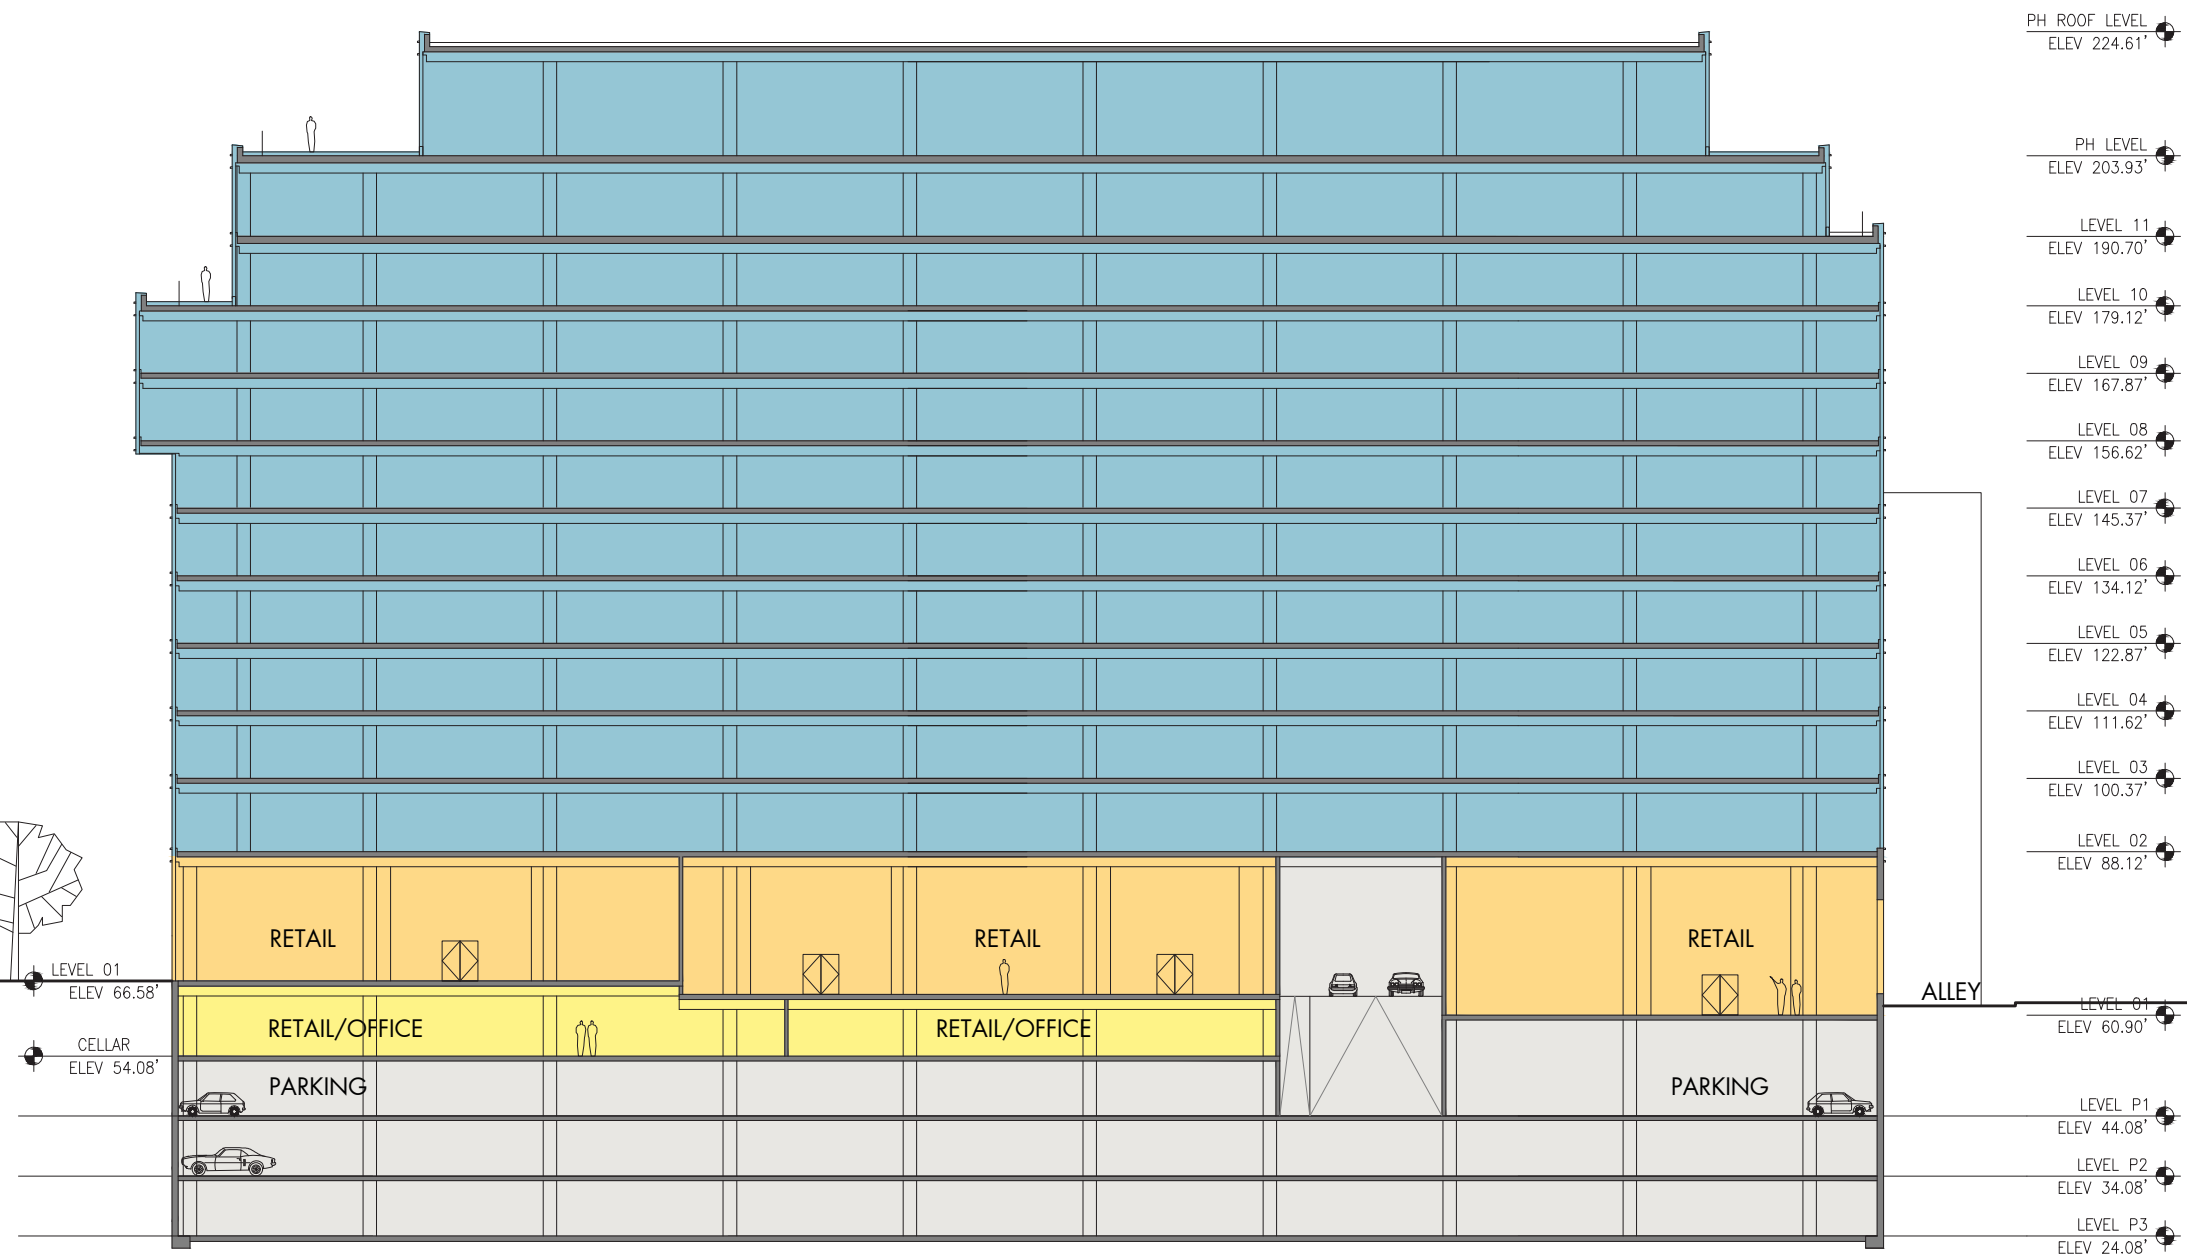 PH ROOF LEVEL
ELEV 224.61'
PH LEVEL
ELEV 203.93'
LEVEL 11
ELEV 190.70'
LEVEL 10
ELEV 179.12'
LEVEL 09
ELEV 167.87'
LEVEL 08
ELEV 156.62'
LEVEL 07
ELEV 145.37'
LEVEL 06
ELEV 134.12'
LEVEL 05
ELEV 122.87'
LEVEL 04
ELEV 111.62'
LEVEL 03
ELEV 100.37'
LEVEL 02
ELEV 88.12'
RETAIL
RETAIL
RETAIL
LEVEL 01
ELEV 66.58'
ALLEY
LEVEL 01
ELEV 60.90'
RETAIL/OFFICE
RETAIL/OFFICE
CELLAR
ELEV 54.08'
PARKING
PARKING
LEVEL P1
ELEV 44.08'
LEVEL P2
ELEV 34.08'
LEVEL P3
ELEV 24.08'